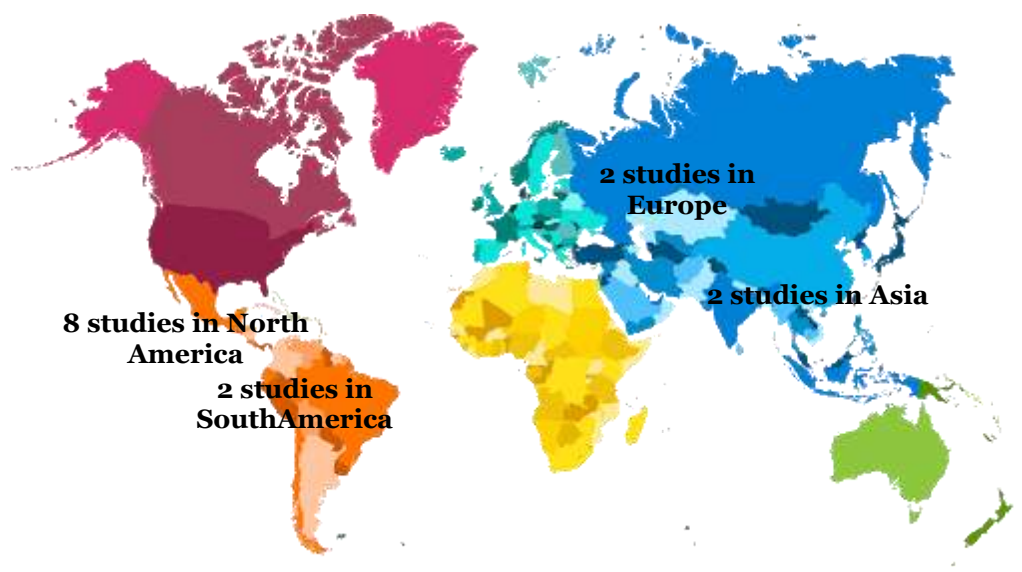 2 studies in
Europe
2 studies in Asia
8 studies in North
America
2 studies in
SouthAmerica